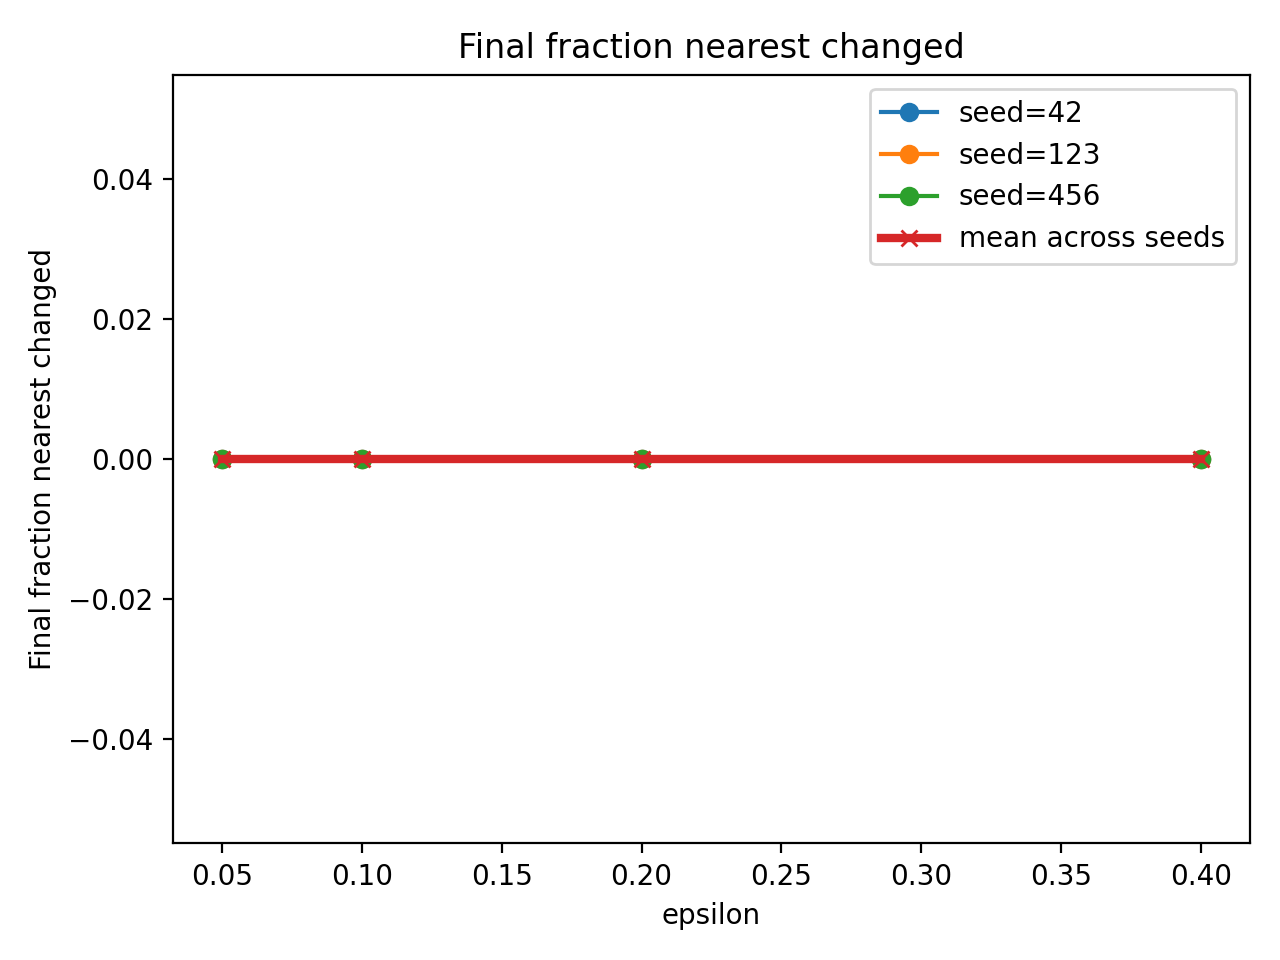 Final fraction nearest changed
seed=42
seed=123
seed=456
mean across seeds
Final fraction nearest changed
0.04
0.02
0.00
−0.02
−0.04
0.05 0.10 0.15 0.20 0.25 0.30 0.35 0.40
epsilon